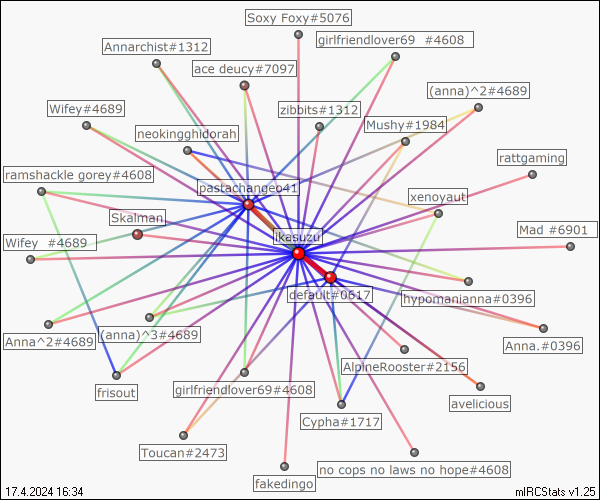 Soxy Foxy#5076
girlfriendlover69 #4608
Annarchist#1312
ace deucy#7097
(anna)^2#4689
Wifey#4689
zibbits#1312
Mushy#1984
neokingghidorah
rattgaming
ramshackle gorey#4608
pastachangeo41
xenoyaut
Skalman
Mad #6901
ikasuzu
Wifey #4689
default#0617
hypomanianna#0396
Anna^2#4689
(anna)^3#4689
Anna.#0396
AlpineRooster#2156
frisout
girlfriendlover69#4608
avelicious
Cypha#1717
Toucan#2473
no cops no laws no hope#4608
fakedingo
17.4.2024 16:34
mIRCStats v1.25